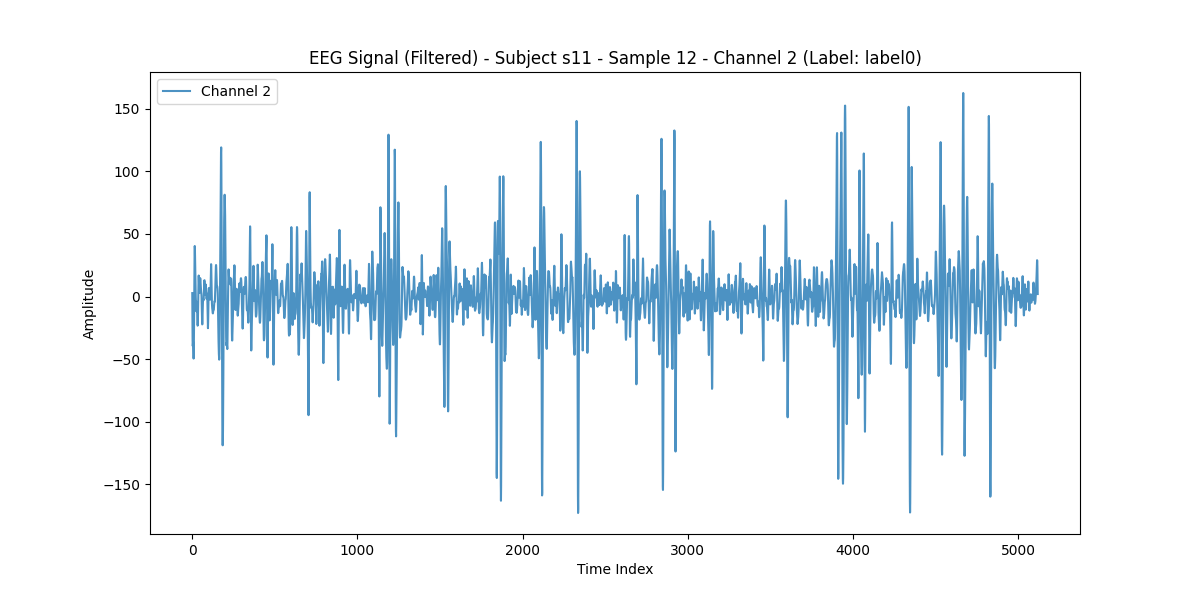 EEG Signal (Filtered) - Subject s11 - Sample 12 - Channel 2 (Label: label0)
Channel 2
150
100
50
0
−50
−100
−150
Amplitude
0 1000 2000 3000 4000 5000
Time Index